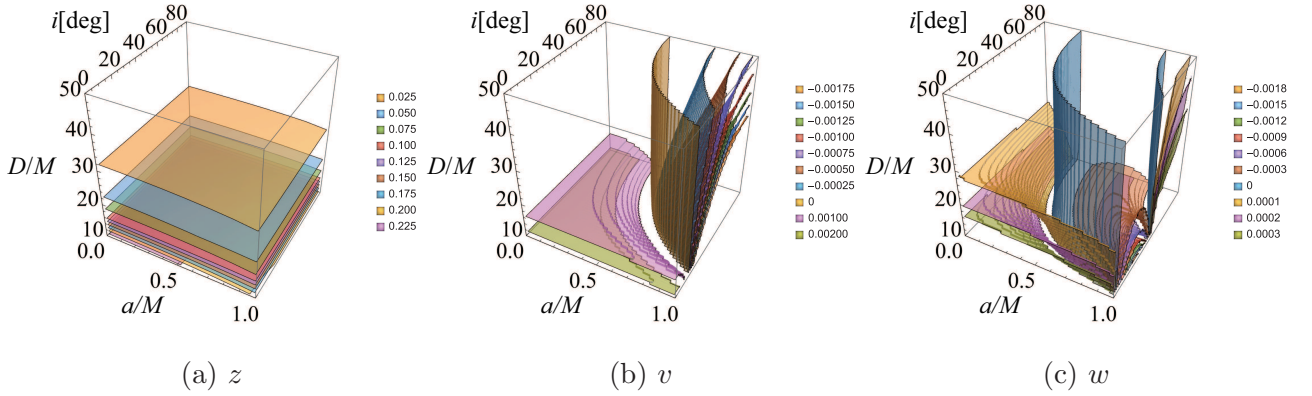 i[deg]
0 20 40 60 80
50
40
30
20
10
D/M
0.0 0.5 1.0
a/M
0.025
0.050
0.075
0.100
0.125
0.150
0.175
0.200
0.225
(a) z
i[deg]
0 20 40 60 80
50
40
30
20
10
D/M
0.0 0.5 1.0
a/M
−0.00175
−0.00150
−0.00125
−0.00100
−0.00075
−0.00050
−0.00025
0
0.00100
0.00200
(b) v
i[deg]
0 20 40 60 80
50
40
30
20
10
D/M
0.0 0.5 1.0
a/M
−0.0018
−0.0015
−0.0012
−0.0009
−0.0006
−0.0003
0
0.0001
0.0002
0.0003
(c) w